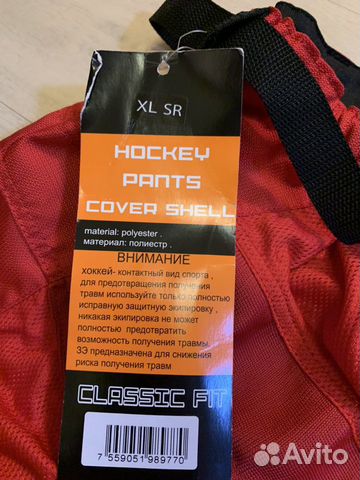 XL SR
HOCKEY
PANTS
COVER SHELL
material: polyester .
материал: полиестр .
ВНИМАНИЕ
хоккей- контактный вид спорта ,
для предотвращения получения
травм используйте только полностью
исправную защитную экипировку ,
никакая экипировка не может
полностью предотвратить
возможность получения травмы.
ЗЭ предназначена для снижения
риска получения травм
CLASSIC FIT
7 559051 989770
Avito